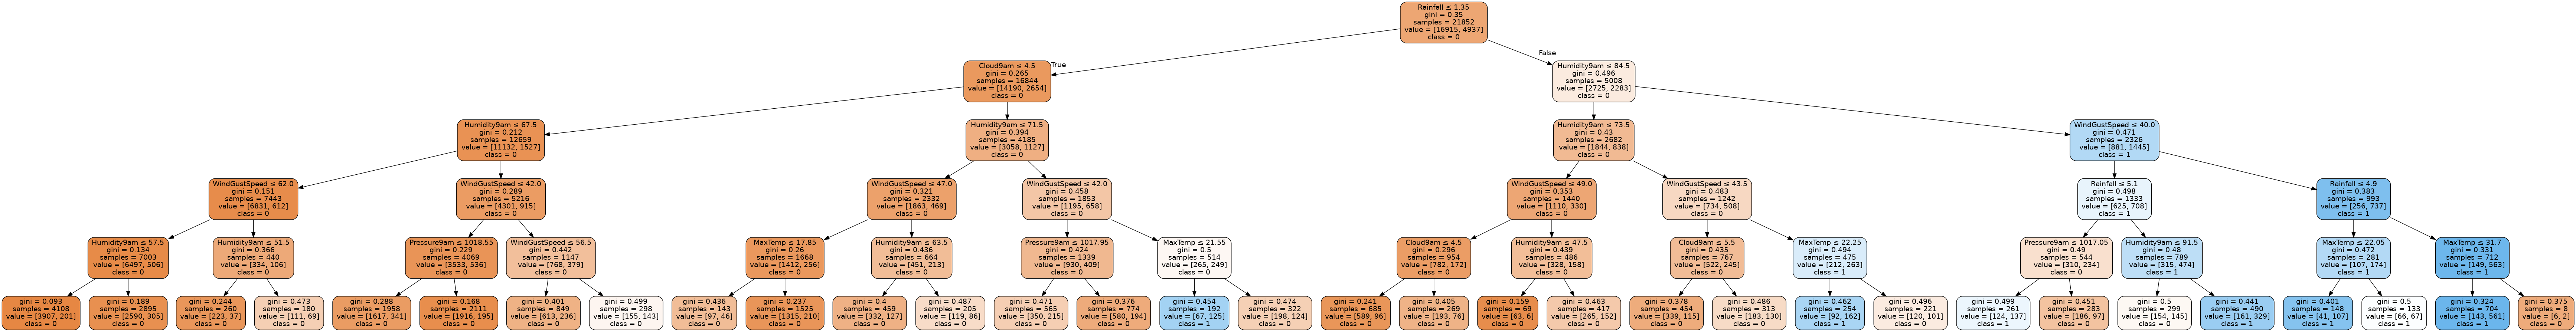 Rainfall ≤ 1.35
gini = 0.35
samples = 21852
value = [16915, 4937]
class = 0
True
False
Cloud9am ≤ 4.5
gini = 0.265
samples = 16844
value = [14190, 2654]
class = 0
Humidity9am ≤ 84.5
gini = 0.496
samples = 5008
value = [2725, 2283]
class = 0
Humidity9am ≤ 67.5
gini = 0.212
samples = 12659
value = [11132, 1527]
class = 0
Humidity9am ≤ 71.5
gini = 0.394
samples = 4185
value = [3058, 1127]
class = 0
Humidity9am ≤ 73.5
gini = 0.43
samples = 2682
value = [1844, 838]
class = 0
WindGustSpeed ≤ 40.0
gini = 0.471
samples = 2326
value = [881, 1445]
class = 1
WindGustSpeed ≤ 62.0
gini = 0.151
samples = 7443
value = [6831, 612]
class = 0
WindGustSpeed ≤ 42.0
gini = 0.289
samples = 5216
value = [4301, 915]
class = 0
WindGustSpeed ≤ 47.0
gini = 0.321
samples = 2332
value = [1863, 469]
class = 0
WindGustSpeed ≤ 42.0
gini = 0.458
samples = 1853
value = [1195, 658]
class = 0
WindGustSpeed ≤ 49.0
gini = 0.353
samples = 1440
value = [1110, 330]
class = 0
WindGustSpeed ≤ 43.5
gini = 0.483
samples = 1242
value = [734, 508]
class = 0
Rainfall ≤ 5.1
gini = 0.498
samples = 1333
value = [625, 708]
class = 1
Rainfall ≤ 4.9
gini = 0.383
samples = 993
value = [256, 737]
class = 1
Humidity9am ≤ 57.5
gini = 0.134
samples = 7003
value = [6497, 506]
class = 0
Humidity9am ≤ 51.5
gini = 0.366
samples = 440
value = [334, 106]
class = 0
Pressure9am ≤ 1018.55
gini = 0.229
samples = 4069
value = [3533, 536]
class = 0
WindGustSpeed ≤ 56.5
gini = 0.442
samples = 1147
value = [768, 379]
class = 0
MaxTemp ≤ 17.85
gini = 0.26
samples = 1668
value = [1412, 256]
class = 0
Humidity9am ≤ 63.5
gini = 0.436
samples = 664
value = [451, 213]
class = 0
Pressure9am ≤ 1017.95
gini = 0.424
samples = 1339
value = [930, 409]
class = 0
MaxTemp ≤ 21.55
gini = 0.5
samples = 514
value = [265, 249]
class = 0
Cloud9am ≤ 4.5
gini = 0.296
samples = 954
value = [782, 172]
class = 0
Humidity9am ≤ 47.5
gini = 0.439
samples = 486
value = [328, 158]
class = 0
Cloud9am ≤ 5.5
gini = 0.435
samples = 767
value = [522, 245]
class = 0
MaxTemp ≤ 22.25
gini = 0.494
samples = 475
value = [212, 263]
class = 1
Pressure9am ≤ 1017.05
gini = 0.49
samples = 544
value = [310, 234]
class = 0
Humidity9am ≤ 91.5
gini = 0.48
samples = 789
value = [315, 474]
class = 1
MaxTemp ≤ 22.05
gini = 0.472
samples = 281
value = [107, 174]
class = 1
MaxTemp ≤ 31.7
gini = 0.331
samples = 712
value = [149, 563]
class = 1
gini = 0.093
samples = 4108
value = [3907, 201]
class = 0
gini = 0.189
samples = 2895
value = [2590, 305]
class = 0
gini = 0.244
samples = 260
value = [223, 37]
class = 0
gini = 0.473
samples = 180
value = [111, 69]
class = 0
gini = 0.288
samples = 1958
value = [1617, 341]
class = 0
gini = 0.168
samples = 2111
value = [1916, 195]
class = 0
gini = 0.401
samples = 849
value = [613, 236]
class = 0
gini = 0.499
samples = 298
value = [155, 143]
class = 0
gini = 0.436
samples = 143
value = [97, 46]
class = 0
gini = 0.237
samples = 1525
value = [1315, 210]
class = 0
gini = 0.4
samples = 459
value = [332, 127]
class = 0
gini = 0.487
samples = 205
value = [119, 86]
class = 0
gini = 0.471
samples = 565
value = [350, 215]
class = 0
gini = 0.376
samples = 774
value = [580, 194]
class = 0
gini = 0.454
samples = 192
value = [67, 125]
class = 1
gini = 0.474
samples = 322
value = [198, 124]
class = 0
gini = 0.241
samples = 685
value = [589, 96]
class = 0
gini = 0.405
samples = 269
value = [193, 76]
class = 0
gini = 0.159
samples = 69
value = [63, 6]
class = 0
gini = 0.463
samples = 417
value = [265, 152]
class = 0
gini = 0.378
samples = 454
value = [339, 115]
class = 0
gini = 0.486
samples = 313
value = [183, 130]
class = 0
gini = 0.462
samples = 254
value = [92, 162]
class = 1
gini = 0.496
samples = 221
value = [120, 101]
class = 0
gini = 0.499
samples = 261
value = [124, 137]
class = 1
gini = 0.451
samples = 283
value = [186, 97]
class = 0
gini = 0.5
samples = 299
value = [154, 145]
class = 0
gini = 0.441
samples = 490
value = [161, 329]
class = 1
gini = 0.401
samples = 148
value = [41, 107]
class = 1
gini = 0.5
samples = 133
value = [66, 67]
class = 1
gini = 0.324
samples = 704
value = [143, 561]
class = 1
gini = 0.375
samples = 8
value = [6, 2]
class = 0